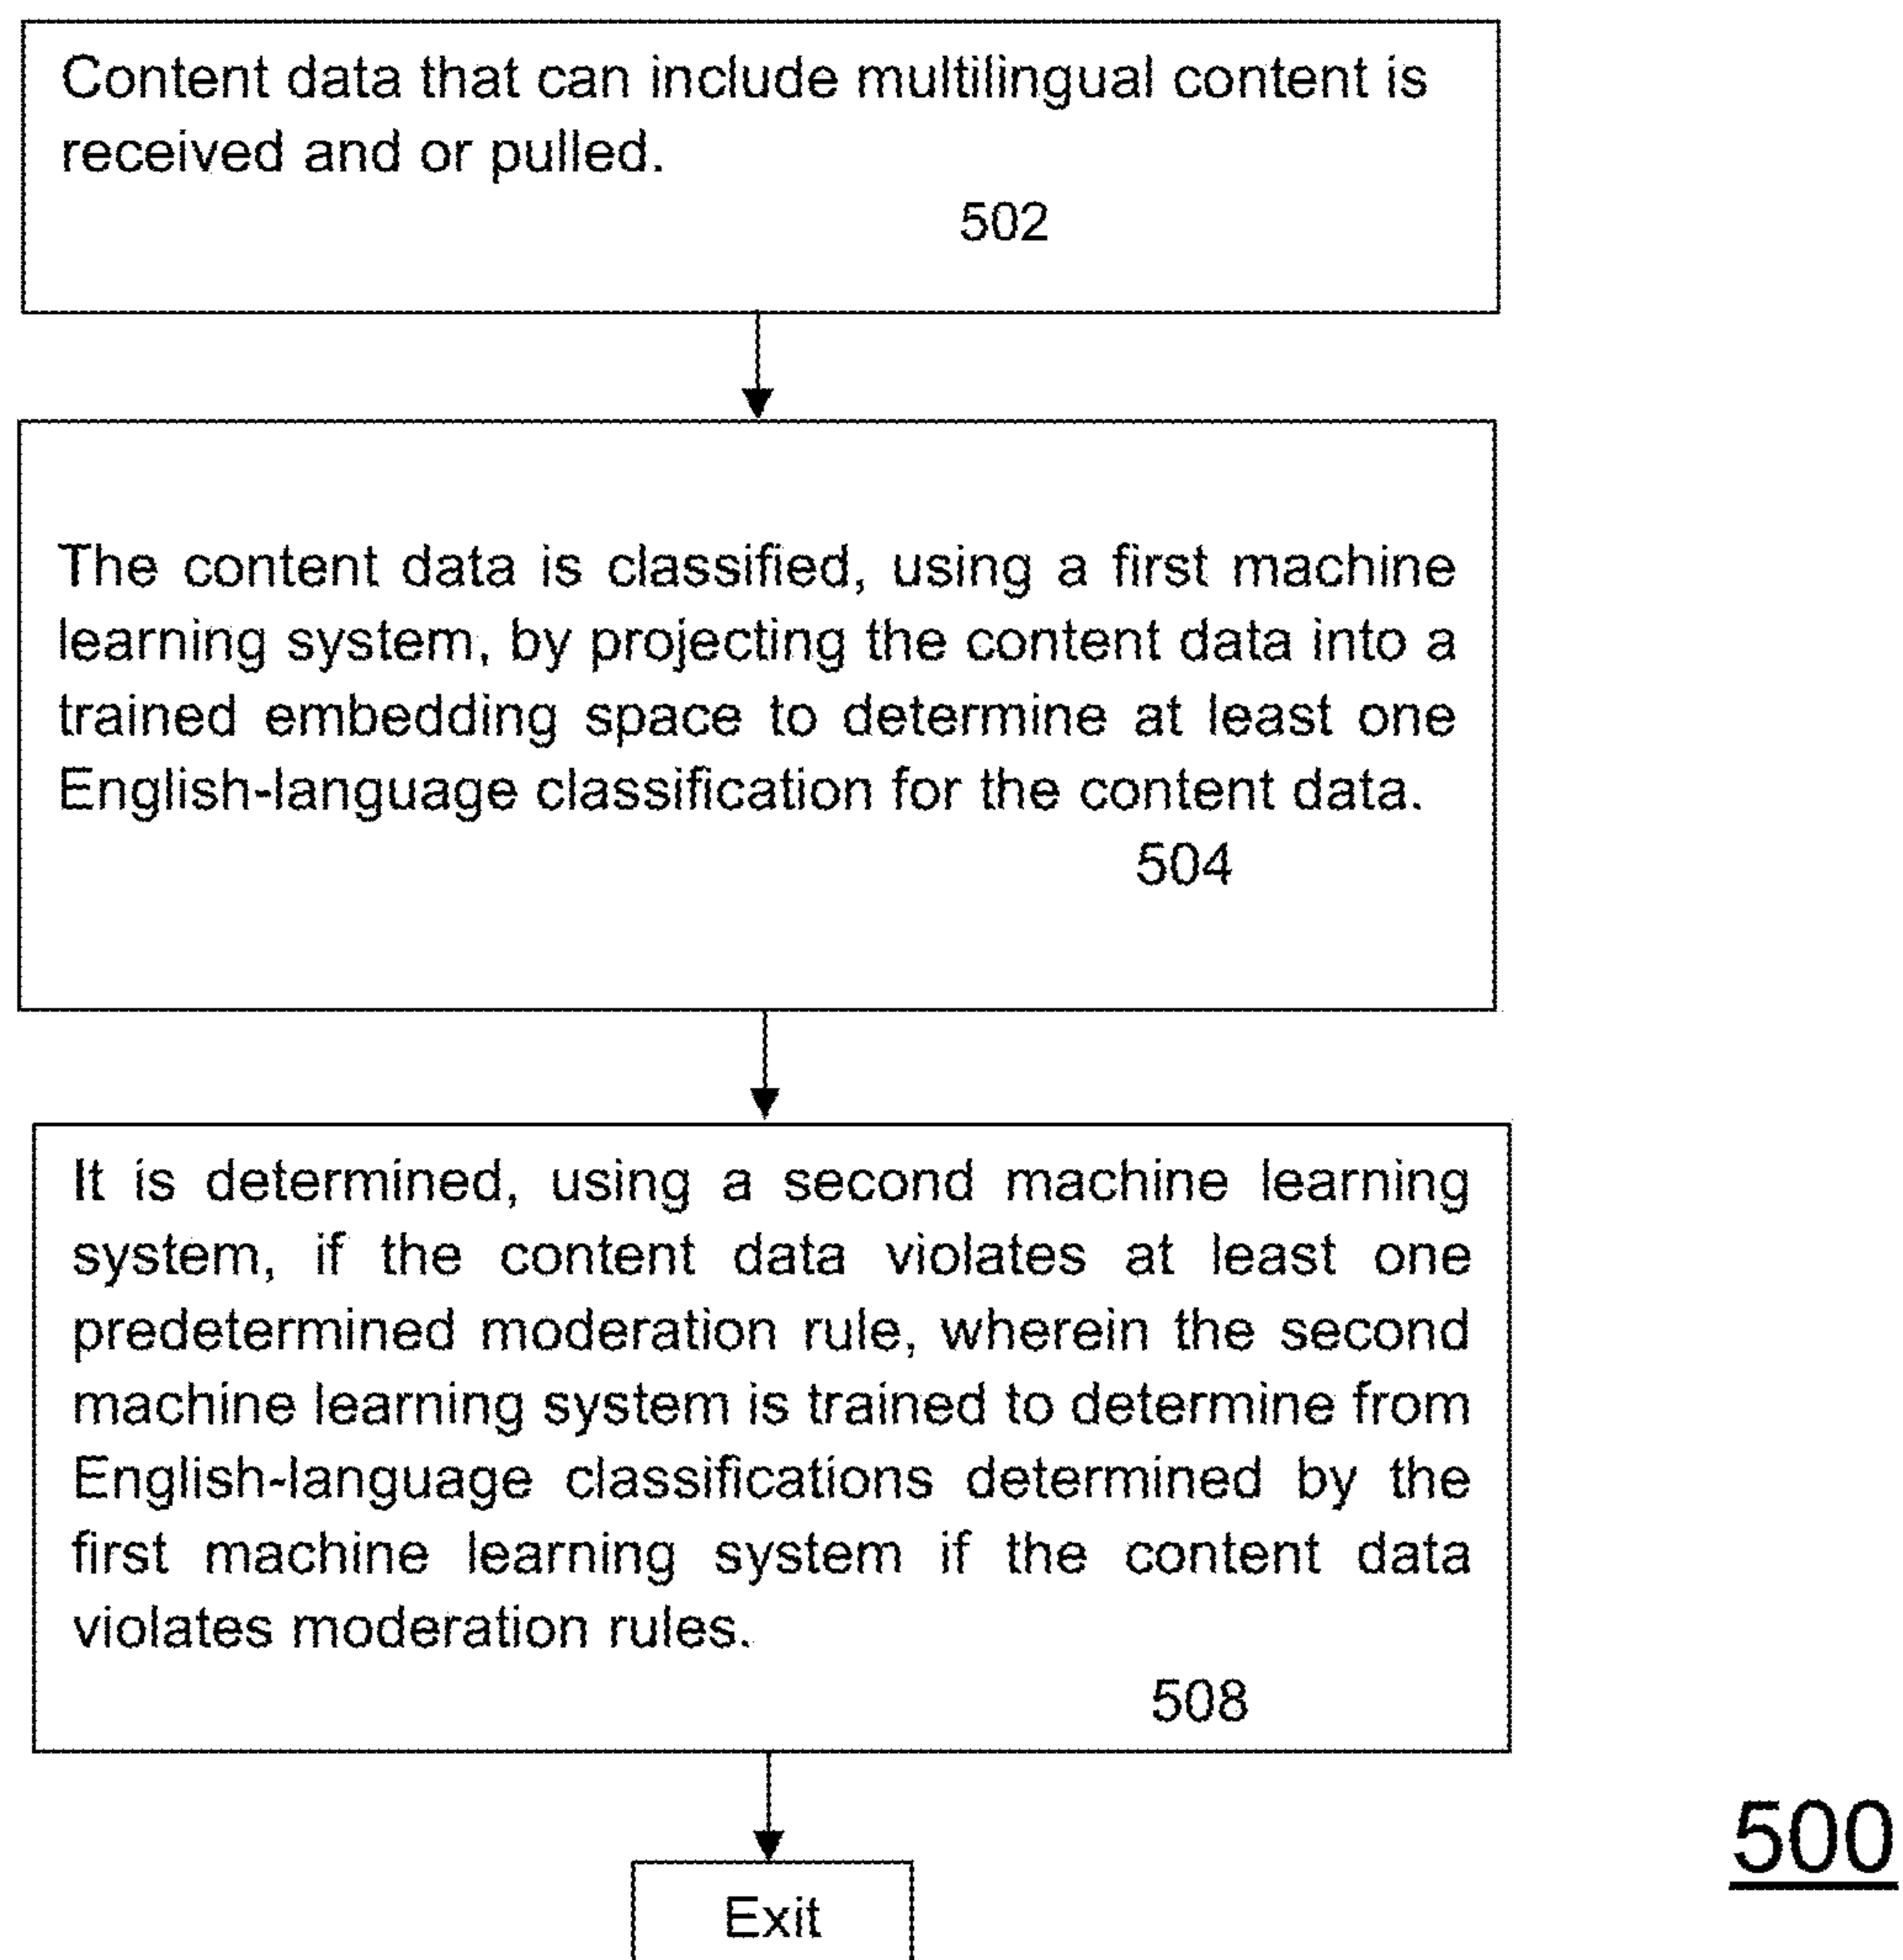 Content data that can include multilingual content is
received and or pulled.
502
The content data is classified, using a first machine
learning system, by projecting the content data into a
trained embedding space to determine at least one
English-language classification for the content data.
504
It is determined, using a second machine learning
system, if the content data violates at least one
predetermined moderation rule, wherein the second
machine learning system is trained to determine from
English-language classifications determined by the
first machine learning system if the content data
violates moderation rules.
508
500
Exit